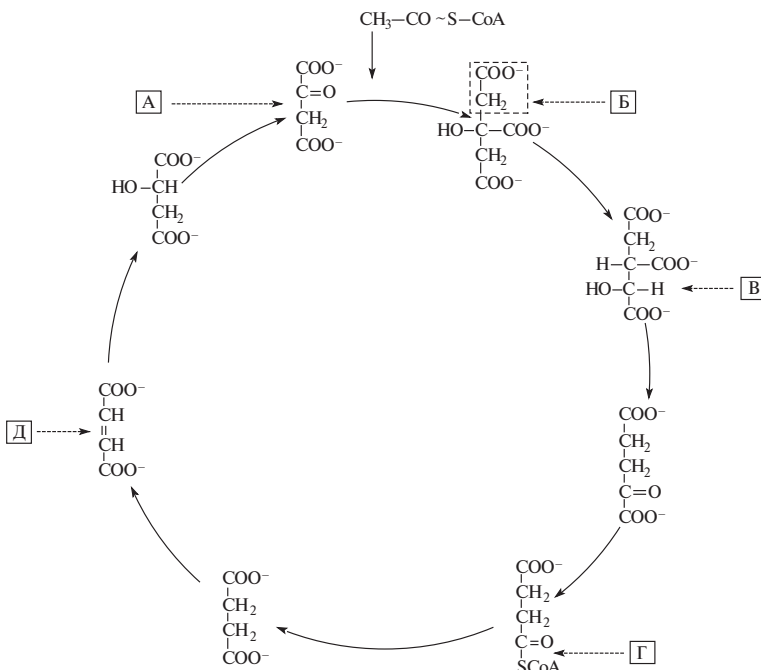 CH₃–CO ~S–CoA
COO⁻
C=O
CH₂
COO⁻
А
COO⁻
CH₂
HO–C–COO⁻
CH₂
COO⁻
Б
COO⁻
HO–CH
CH₂
COO⁻
COO⁻
CH₂
H–C–COO⁻
HO–C–H
COO⁻
В
COO⁻
CH
CH
COO⁻
Д
COO⁻
CH₂
CH₂
C=O
COO⁻
COO⁻
CH₂
CH₂
COO⁻
COO⁻
CH₂
CH₂
C=O
SCoA
Г